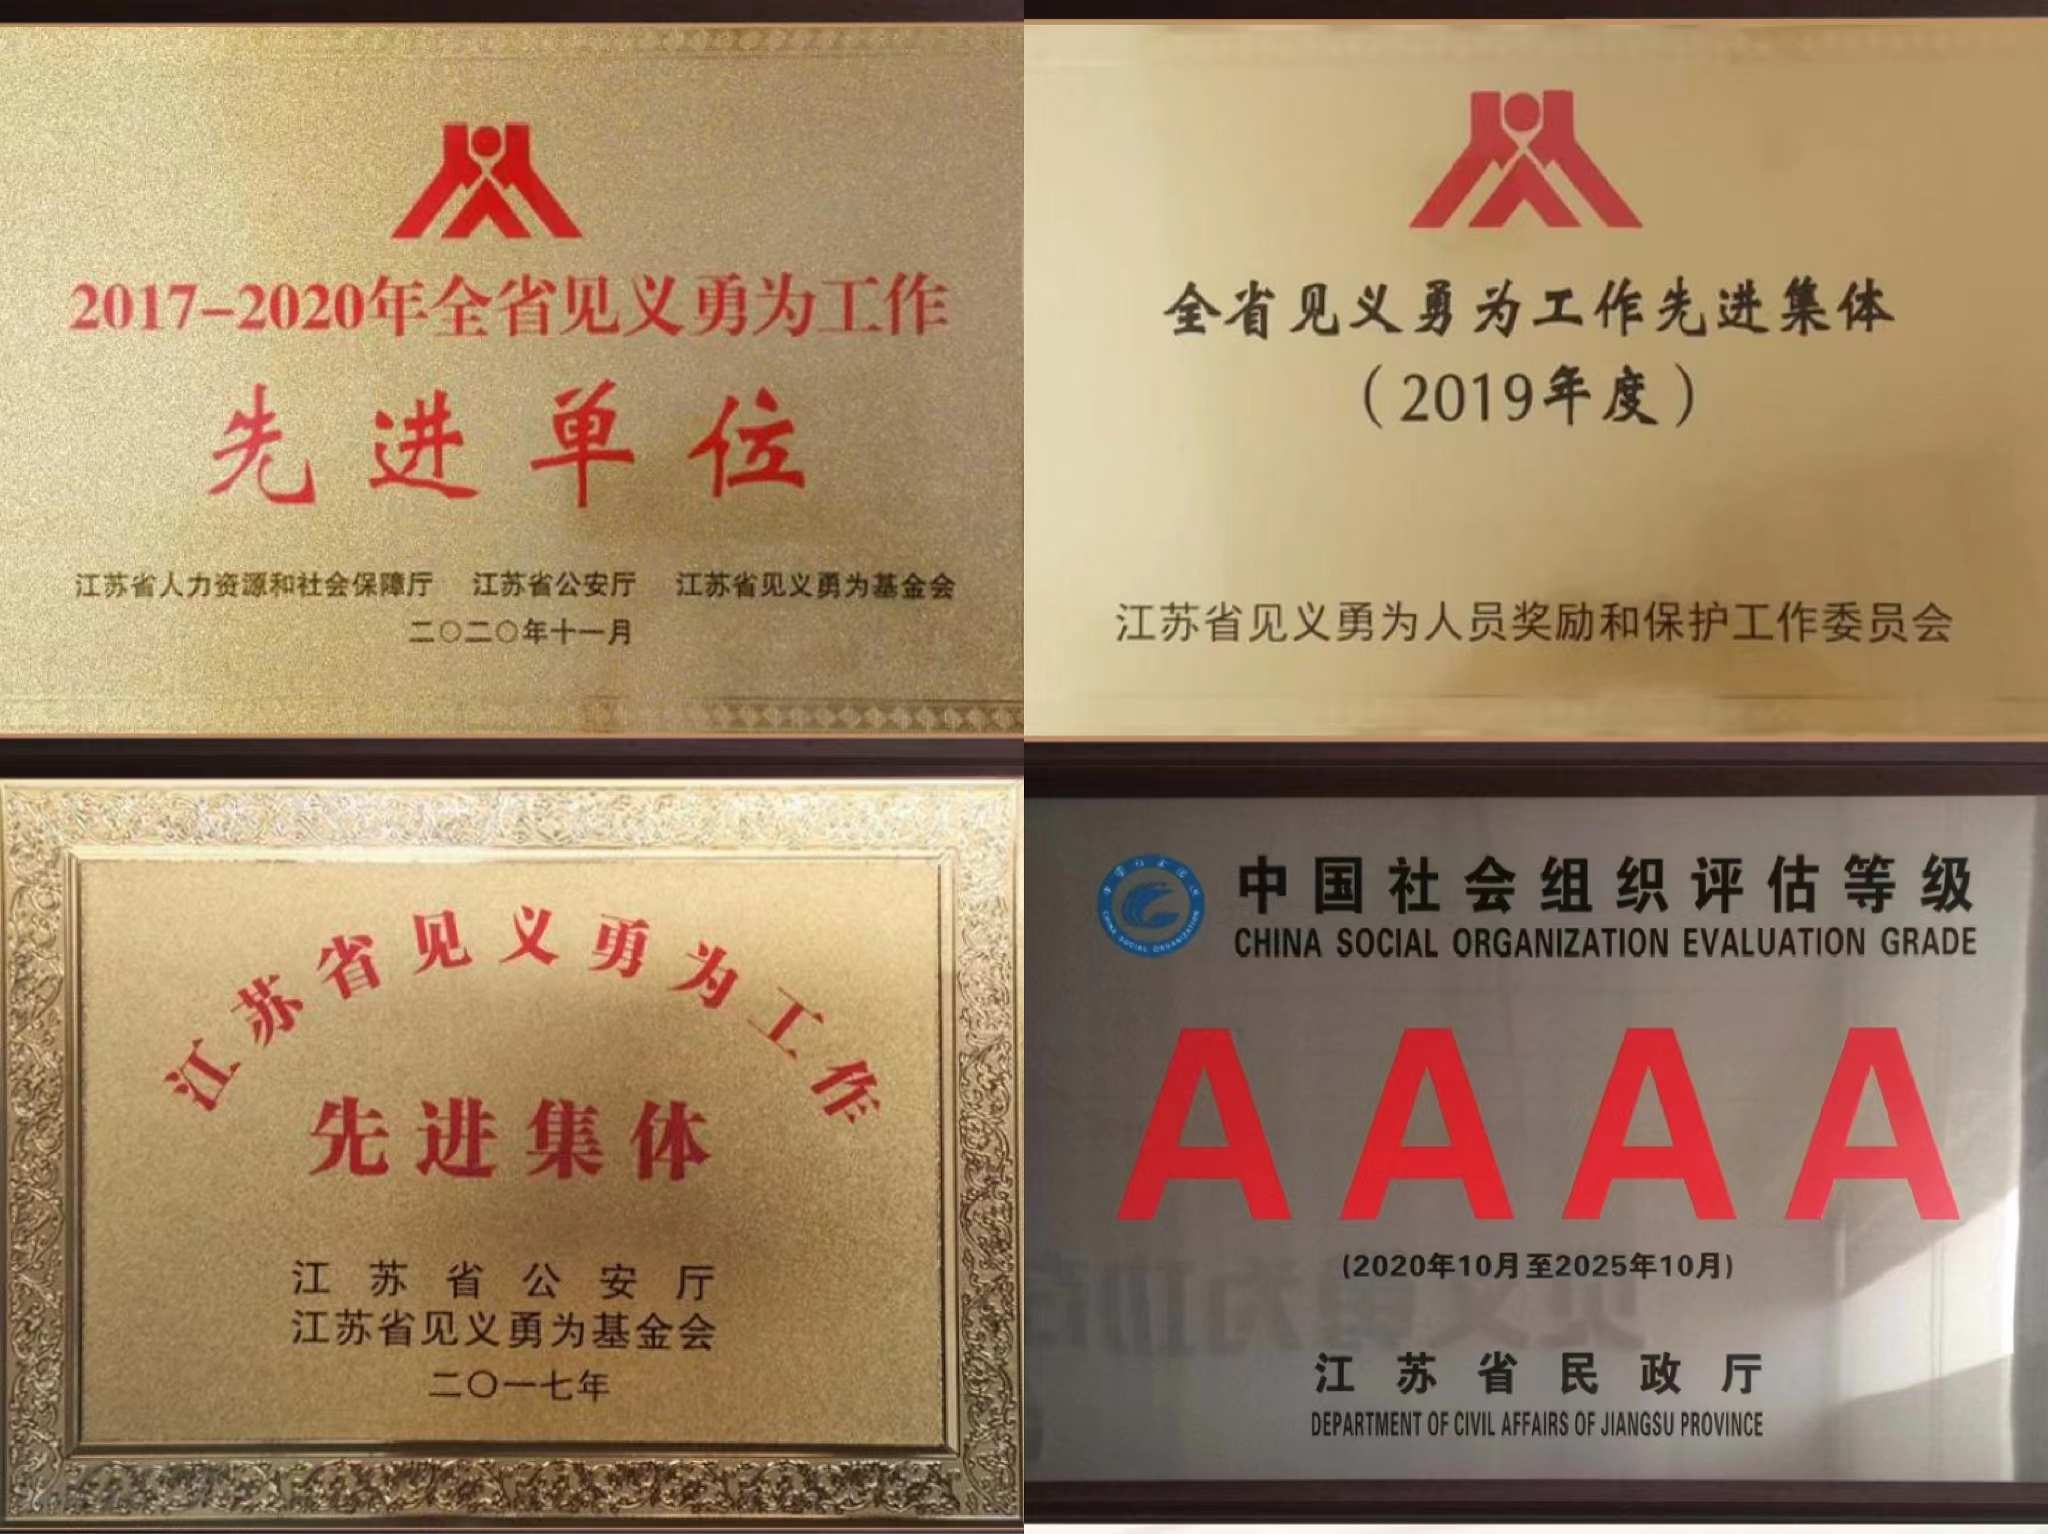 2017-2020年全省见义勇为工作
先进单位
江苏省人力资源和社会保障厅 江苏省公安厅 江苏省见义勇为基金会
二〇二〇年十一月
全省见义勇为工作先进集体
（2019年度）
江苏省见义勇为人员奖励和保护工作委员会
江苏省见义勇为工作
先进集体
江苏省公安厅
江苏省见义勇为基金会
二〇一七年
中国社会组织评估等级
CHINA SOCIAL ORGANIZATION EVALUATION GRADE
CHINA SOCIAL ORGANIZATION
AAAA
(2020年10月至2025年10月)
江苏省民政厅
DEPARTMENT OF CIVIL AFFAIRS OF JIANGSU PROVINCE